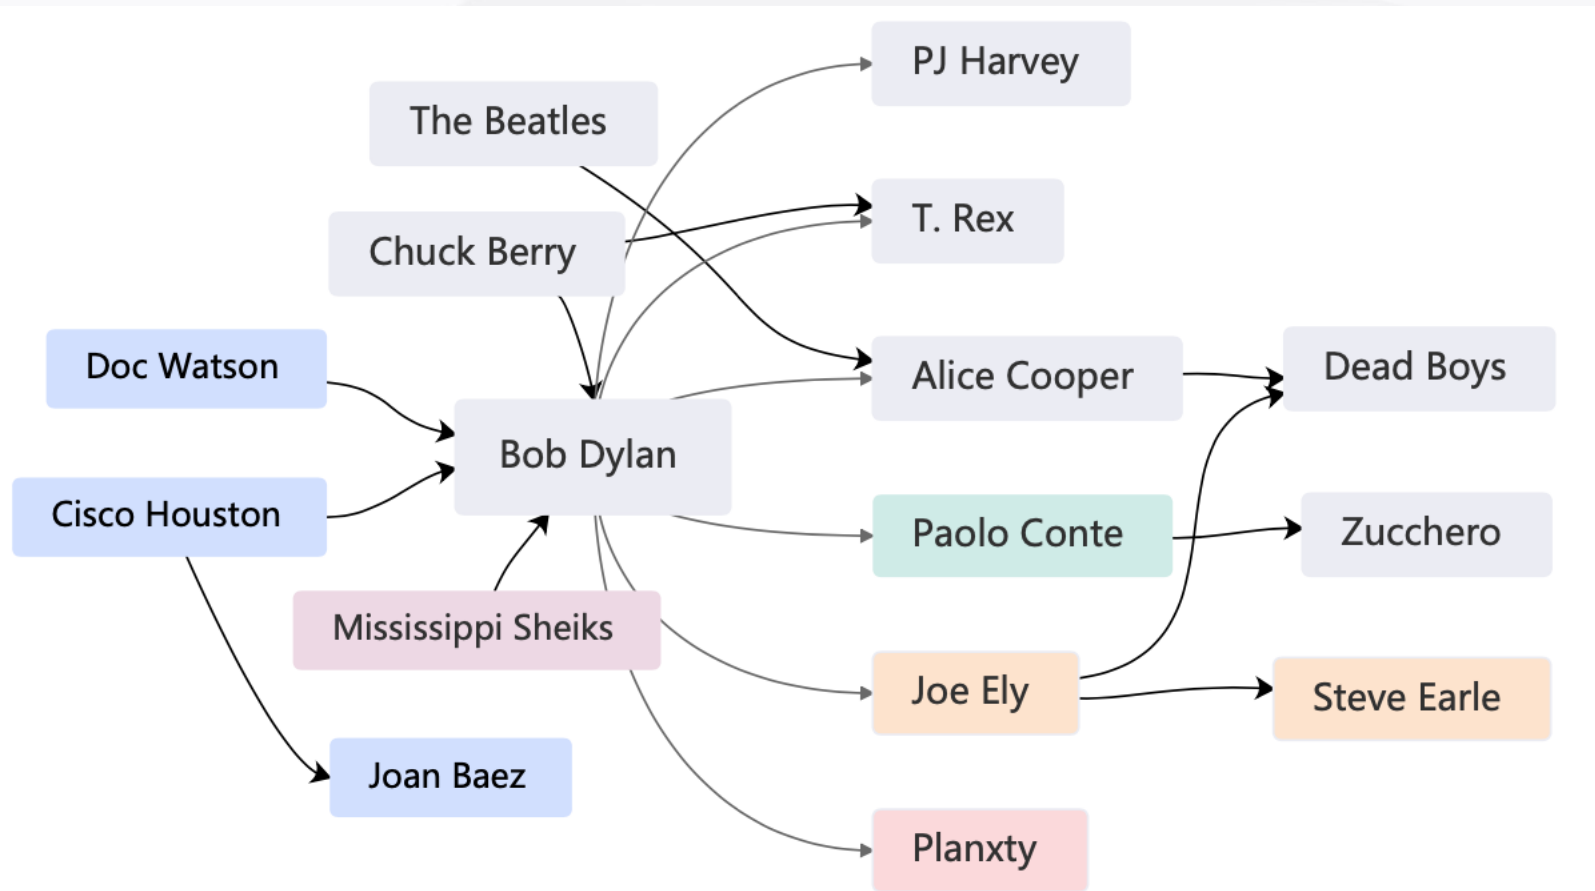 PJ Harvey
The Beatles
T. Rex
Chuck Berry
Doc Watson
Alice Cooper
Dead Boys
Bob Dylan
Cisco Houston
Paolo Conte
Zucchero
Mississippi Sheiks
Joe Ely
Steve Earle
Joan Baez
Planxty